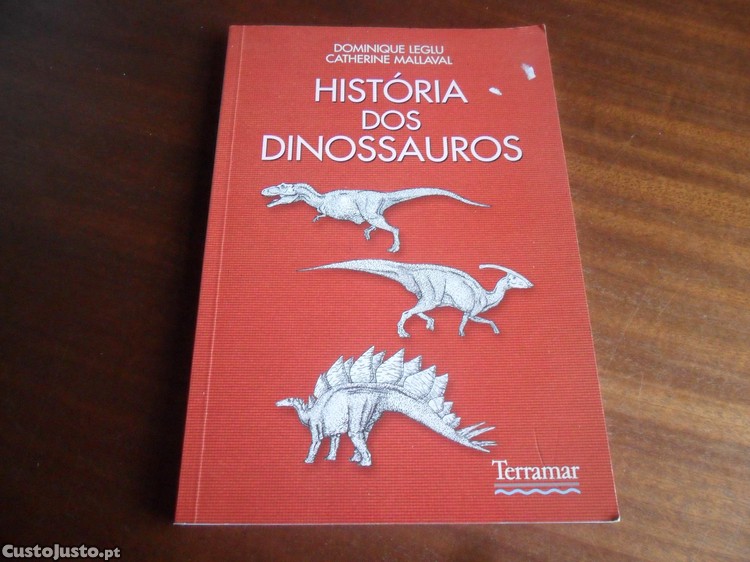 DOMINIQUE LEGLU
CATHERINE MALLAVAL
HISTÓRIA
DOS
DINOSSAUROS
Terramar
CustoJusto.pt